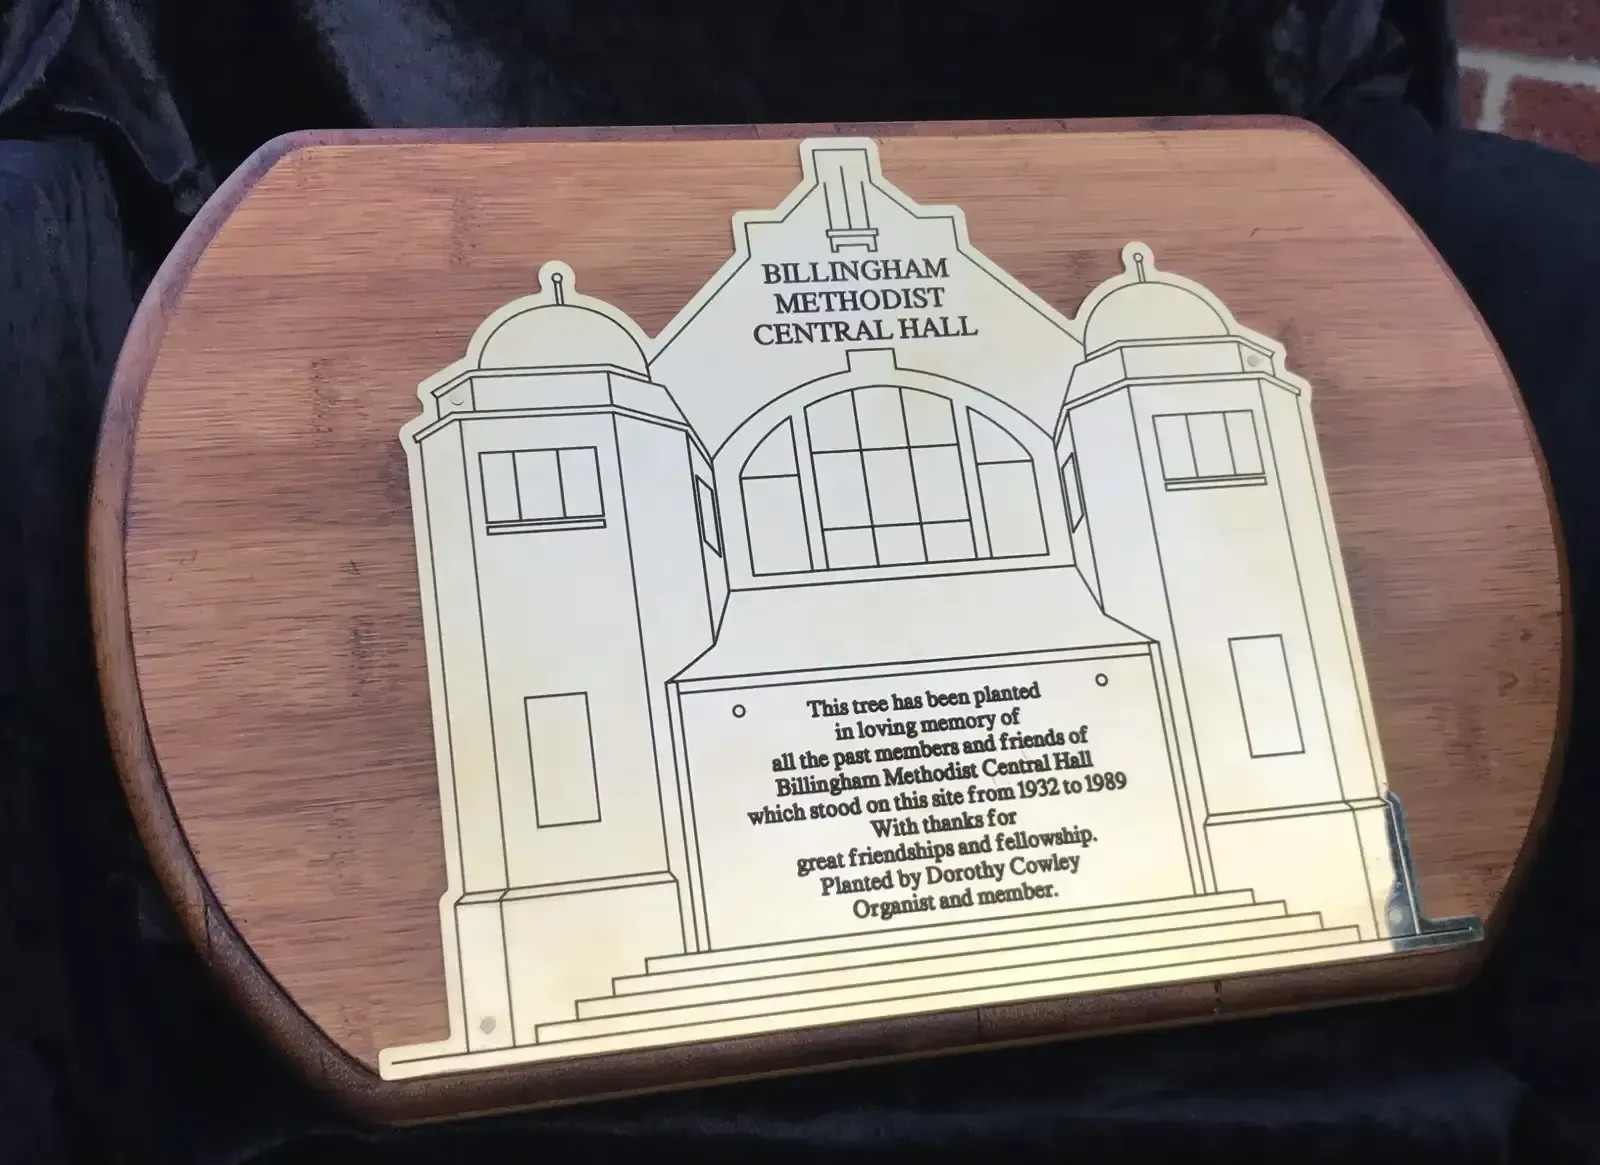 BILLINGHAM
METHODIST
CENTRAL HALL
This tree has been planted
in loving memory of
all the past members and friends of
Billingham Methodist Central Hall
which stood on this site from 1932 to 1989
With thanks for
great friendships and fellowship.
Planted by Dorothy Cowley
Organist and member.